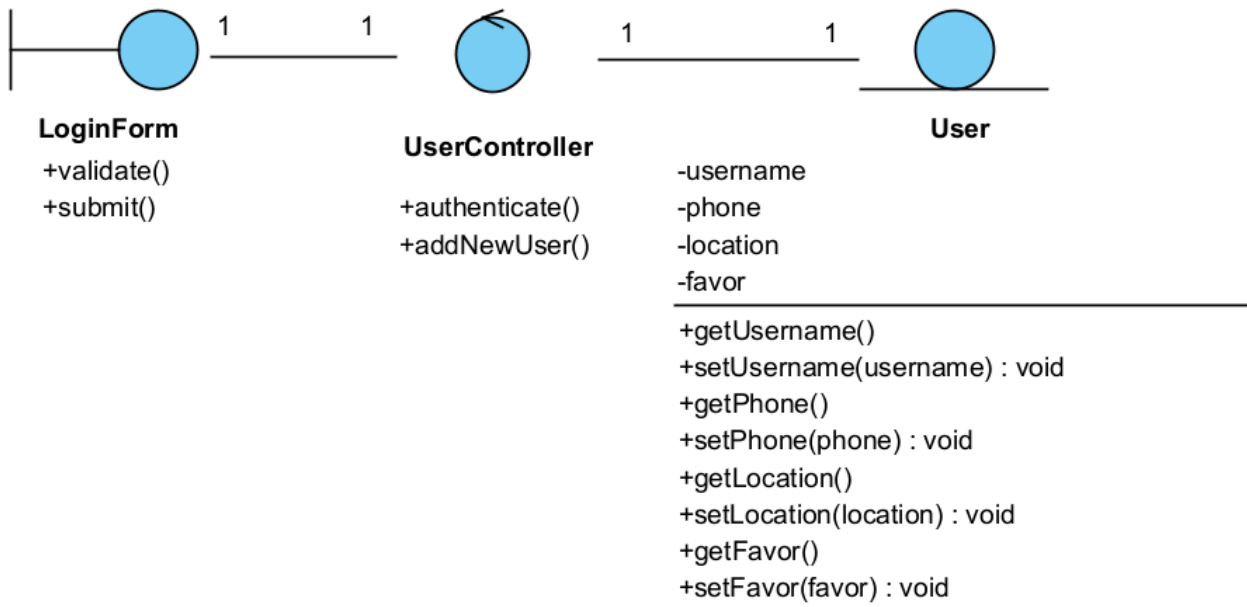 1 1
1 1
LoginForm
+validate()
+submit()
UserController
+authenticate()
+addNewUser()
User
-username
-phone
-location
-favor
+getUsername()
+setUsername(username) : void
+getPhone()
+setPhone(phone) : void
+getLocation()
+setLocation(location) : void
+getFavor()
+setFavor(favor) : void